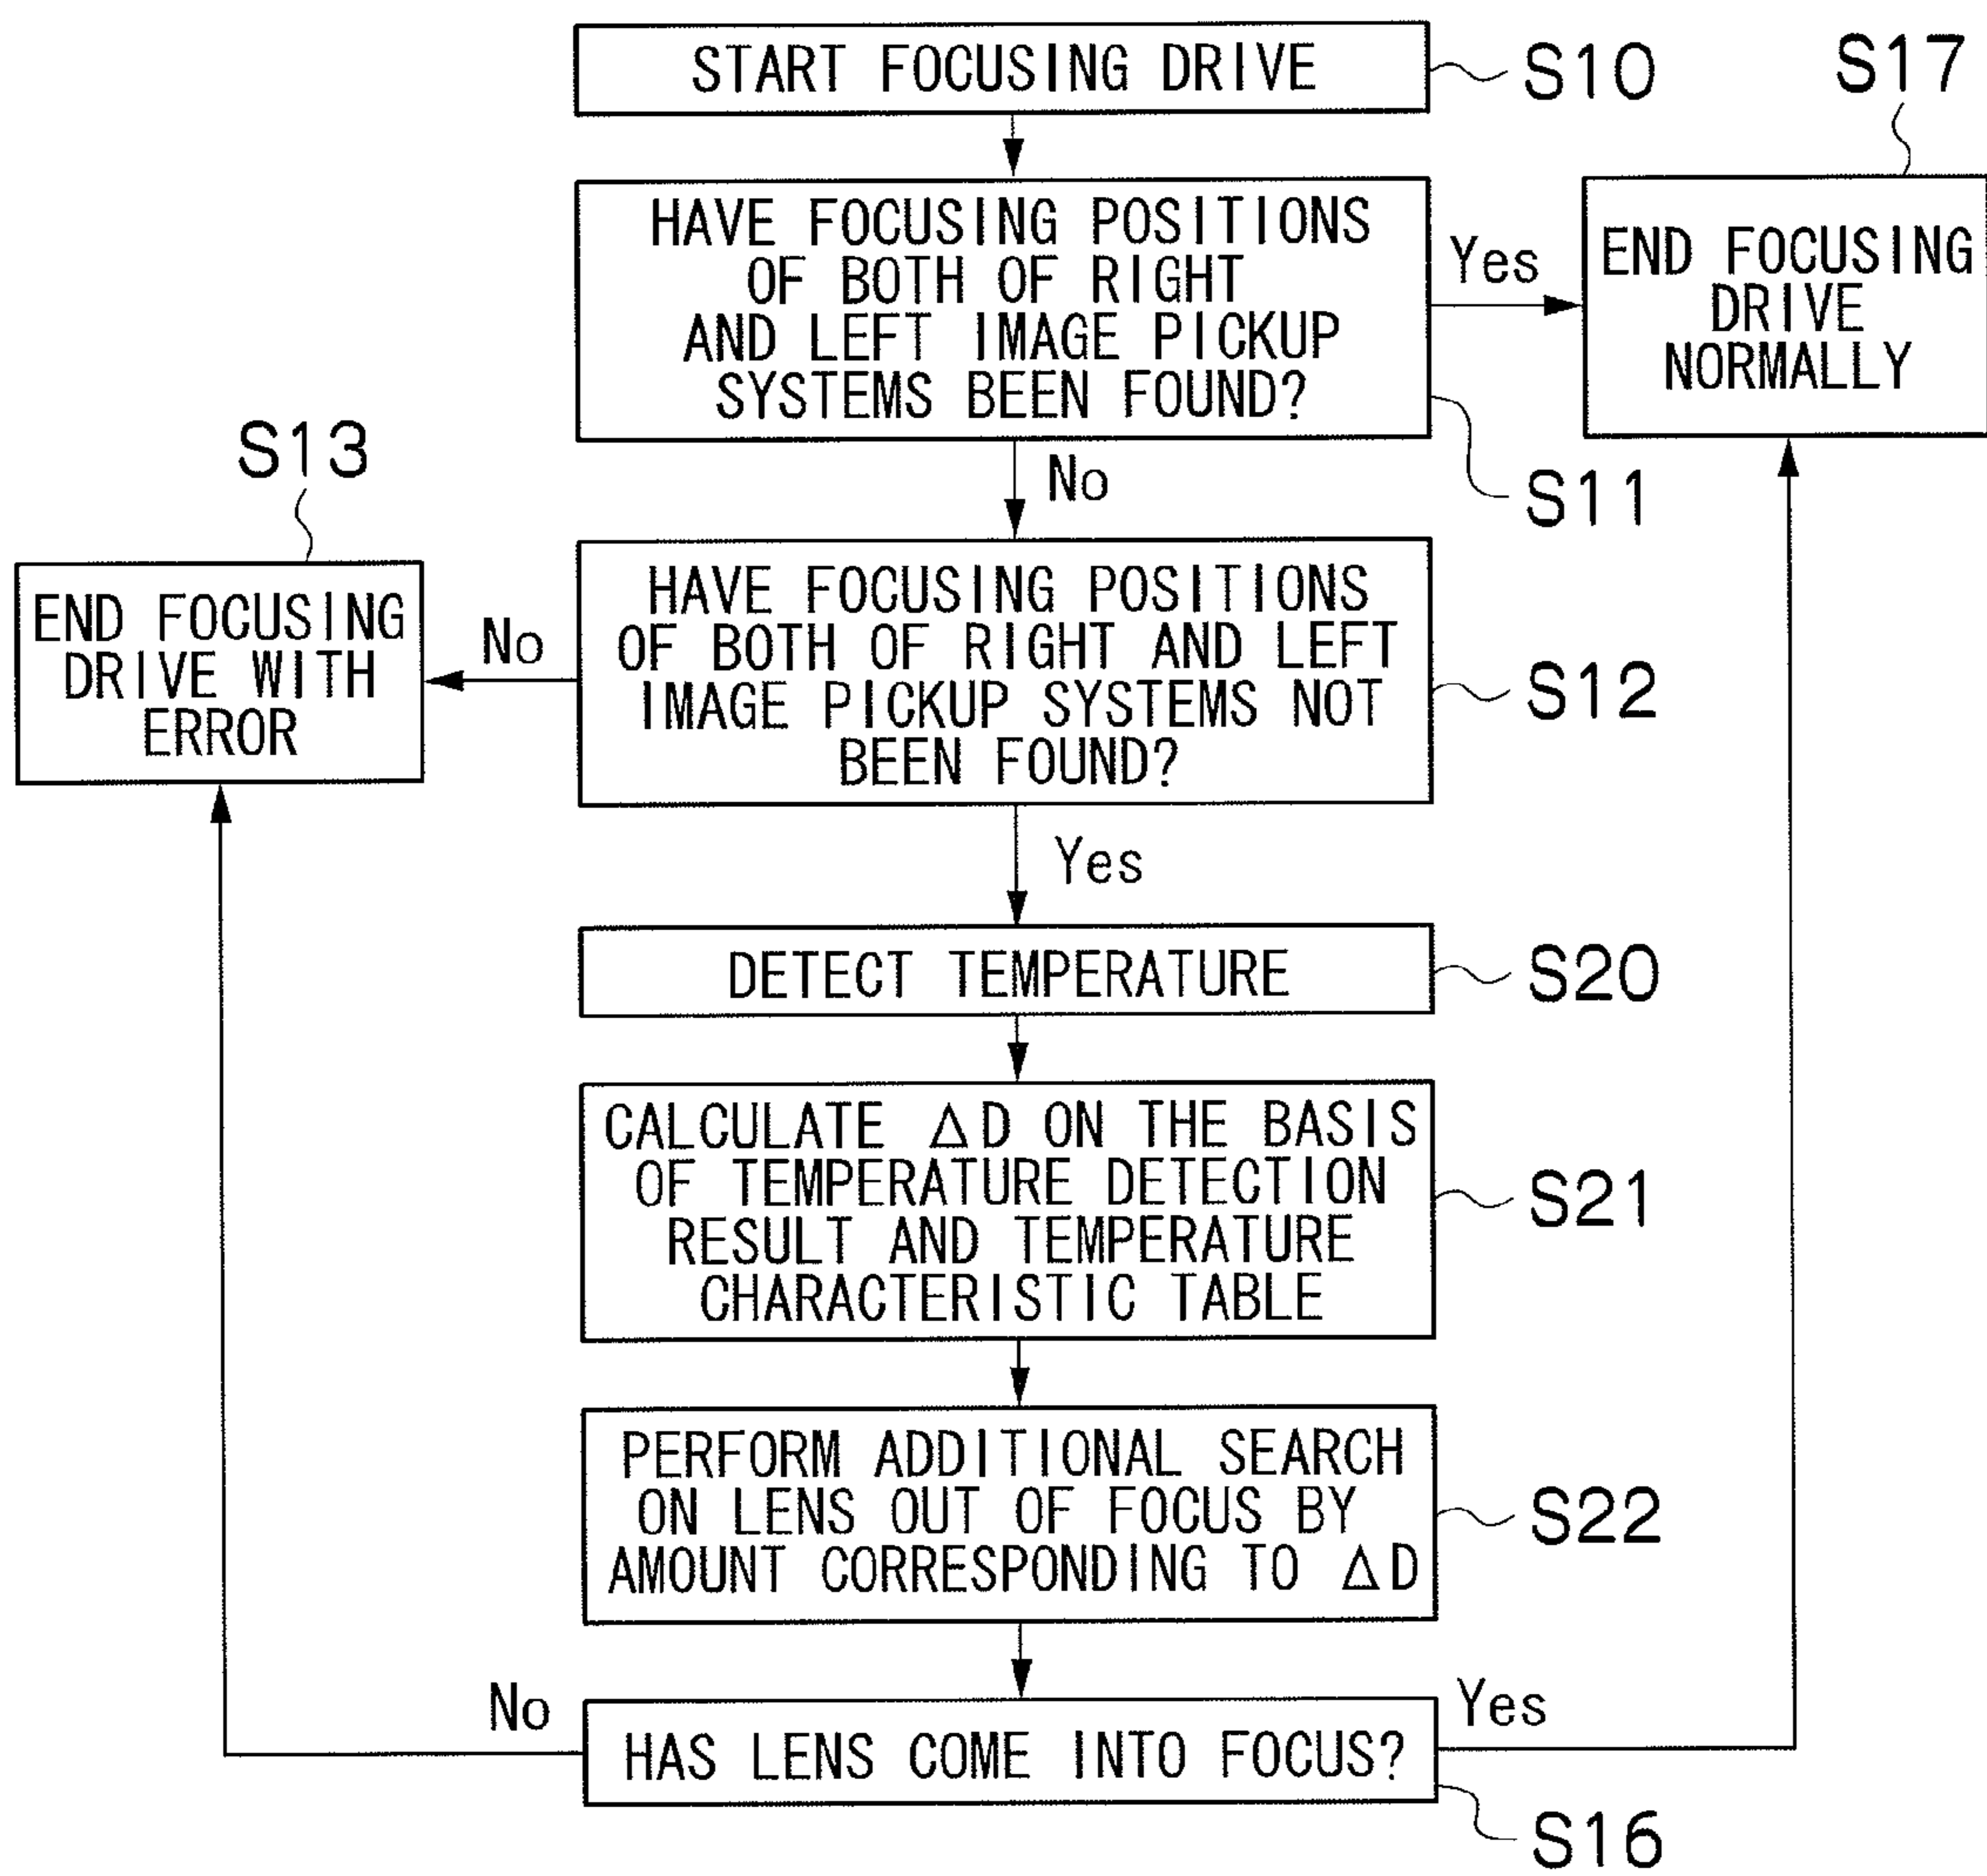 START FOCUSING DRIVE
S10
S17
HAVE FOCUSING POSITIONS
OF BOTH OF RIGHT
AND LEFT IMAGE PICKUP
SYSTEMS BEEN FOUND?
Yes
END FOCUSING
DRIVE
NORMALLY
S11
No
S13
END FOCUSING
DRIVE WITH
ERROR
No
HAVE FOCUSING POSITIONS
OF BOTH OF RIGHT AND LEFT
IMAGE PICKUP SYSTEMS NOT
BEEN FOUND?
S12
Yes
DETECT TEMPERATURE
S20
CALCULATE ΔD ON THE BASIS
OF TEMPERATURE DETECTION
RESULT AND TEMPERATURE
CHARACTERISTIC TABLE
S21
PERFORM ADDITIONAL SEARCH
ON LENS OUT OF FOCUS BY
AMOUNT CORRESPONDING TO ΔD
S22
No
HAS LENS COME INTO FOCUS?
Yes
S16